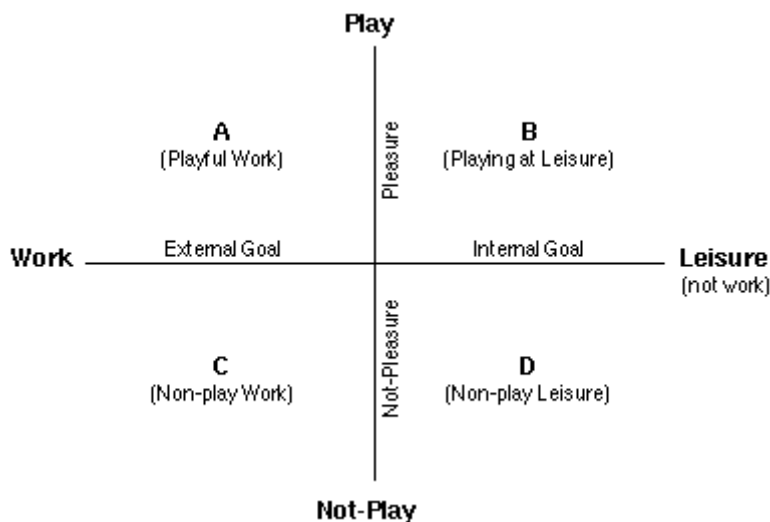 Play
A
(Playful Work)
Pleasure
B
(Playing at Leisure)
Work
External Goal
Internal Goal
Leisure
(not work)
C
(Non-play Work)
Not-Pleasure
D
(Non-play Leisure)
Not-Play